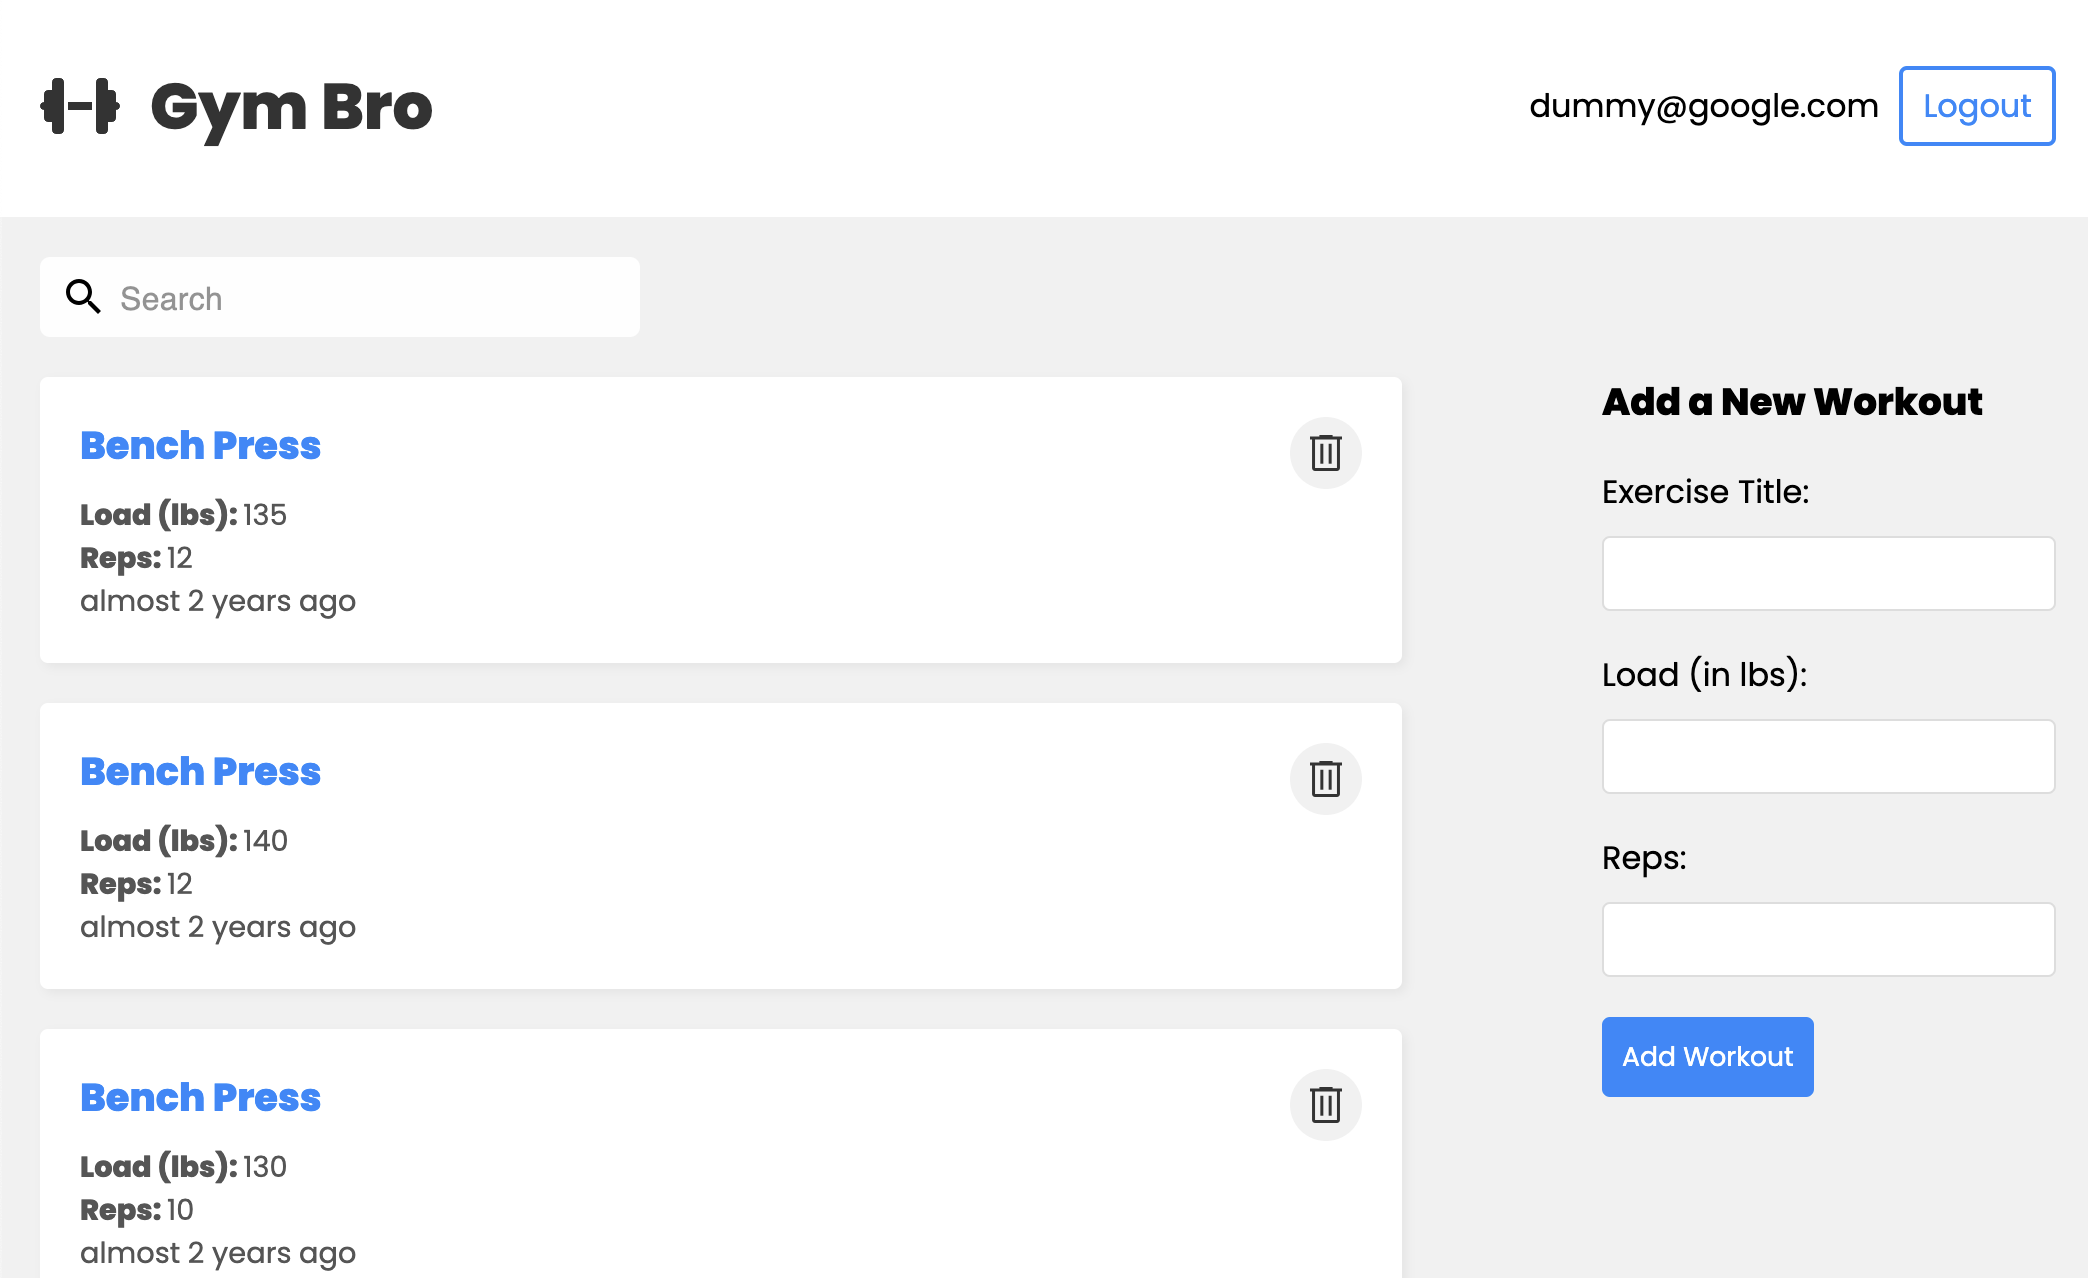 Gym Bro
dummy@google.com
Logout
Search
Bench Press
Load (lbs): 135
Reps: 12
almost 2 years ago
Bench Press
Load (lbs): 140
Reps: 12
almost 2 years ago
Bench Press
Load (lbs): 130
Reps: 10
almost 2 years ago
Add a New Workout
Exercise Title:
Load (in lbs):
Reps:
Add Workout